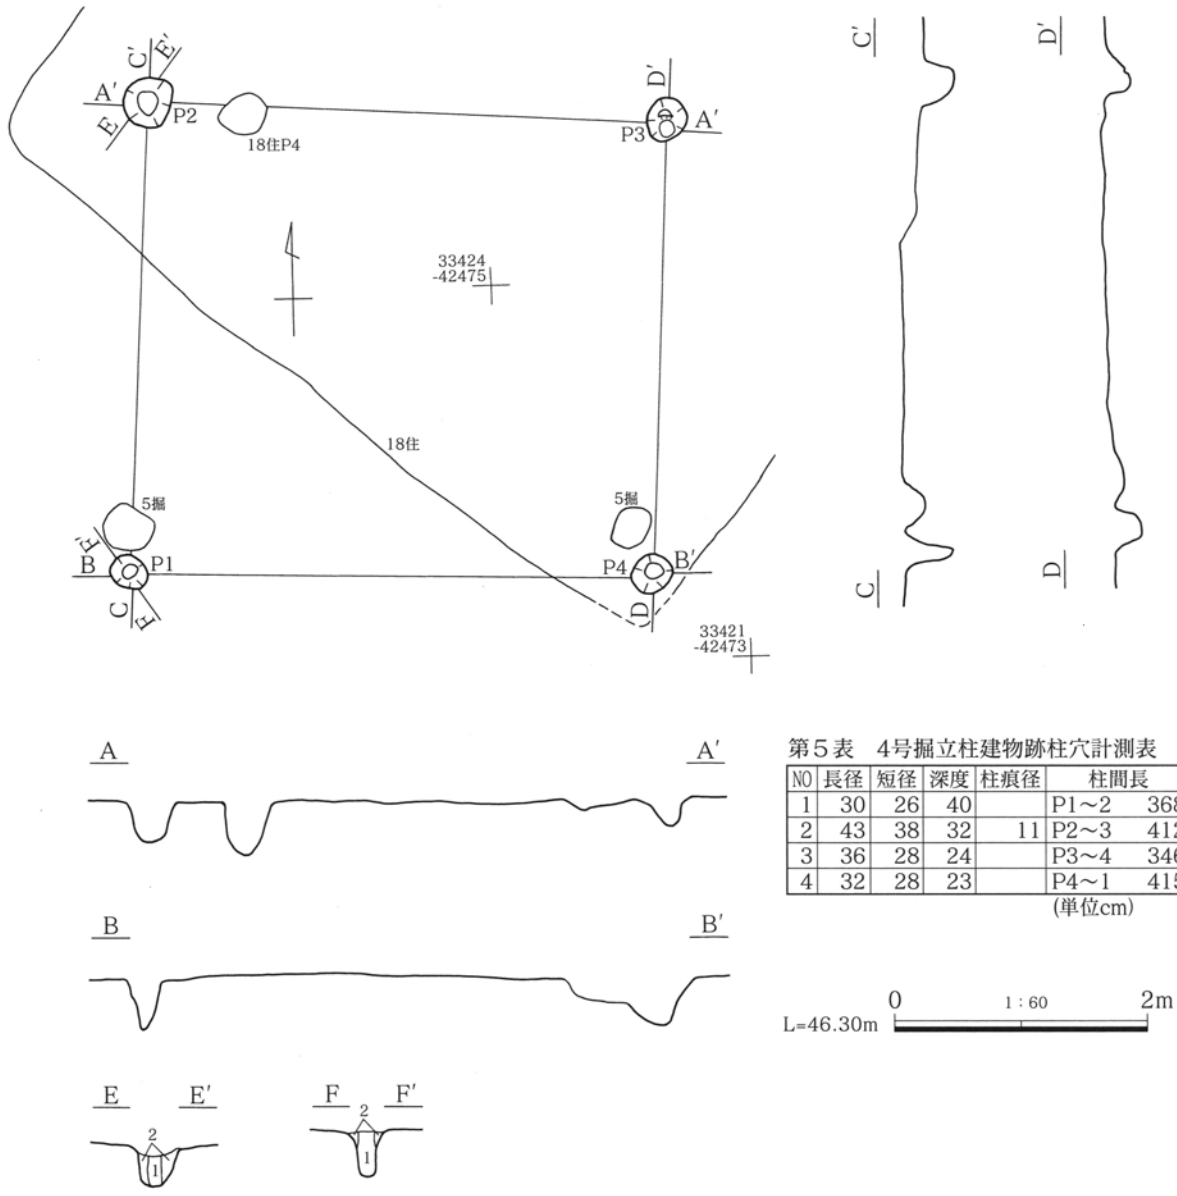 C' E' D' C' D'
A' P2 E 18住P4 P3 A'
33424
-42475
18住
5掘 5掘
F' B P1 C F P4 B' D C D
33421
-42473
A A'
第5表 4号掘立柱建物跡柱穴計測表
NO 長径 短径 深度 柱痕径 柱間長
1 30 26 40 P1～2 368
2 43 38 32 11 P2～3 412
3 36 28 24 P3～4 346
4 32 28 23 P4～1 415
(単位cm)
B B'
0 1：60 2m
L=46.30m
E E' F F'
2 2
1 1